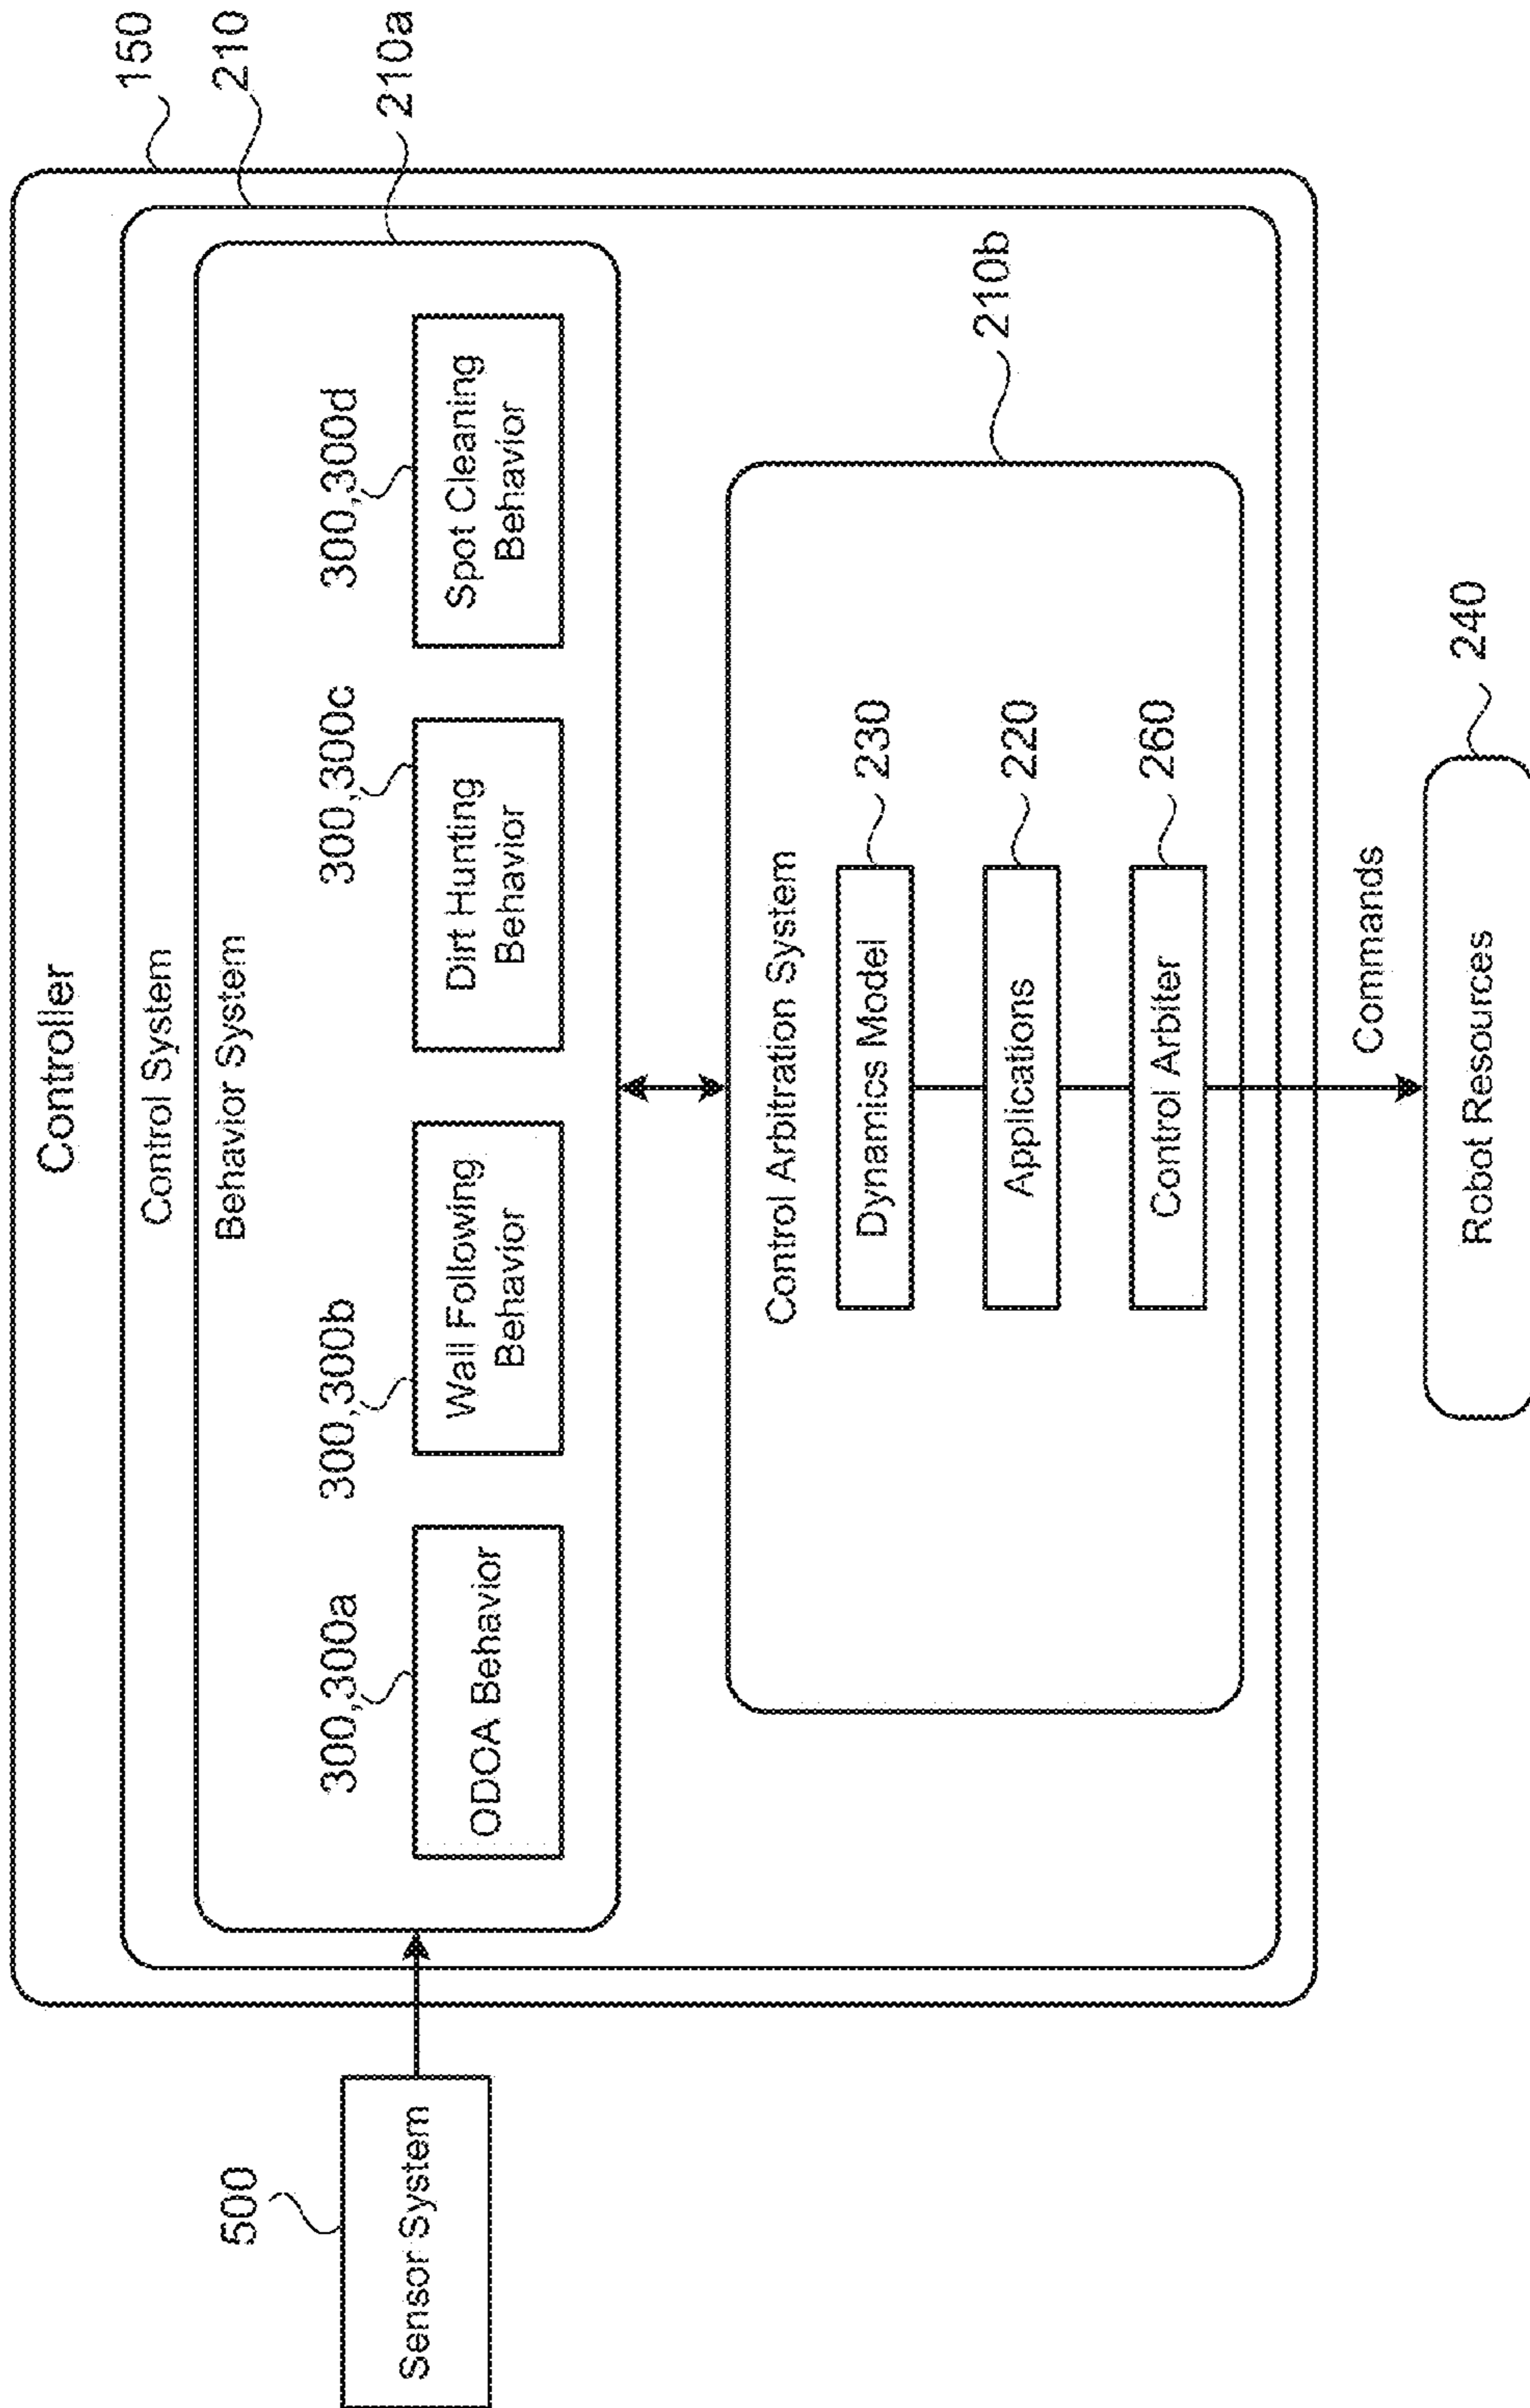 Controller
150
Control System
210
Behavior System
210a
500
Sensor System
300,300a
ODOA Behavior
300,300b
Wall Following
Behavior
300,300c
Dirt Hunting
Behavior
300,300d
Spot Cleaning
Behavior
Control Arbitration System
210b
Dynamics Model
230
Applications
220
Control Arbiter
260
Commands
Robot Resources
240